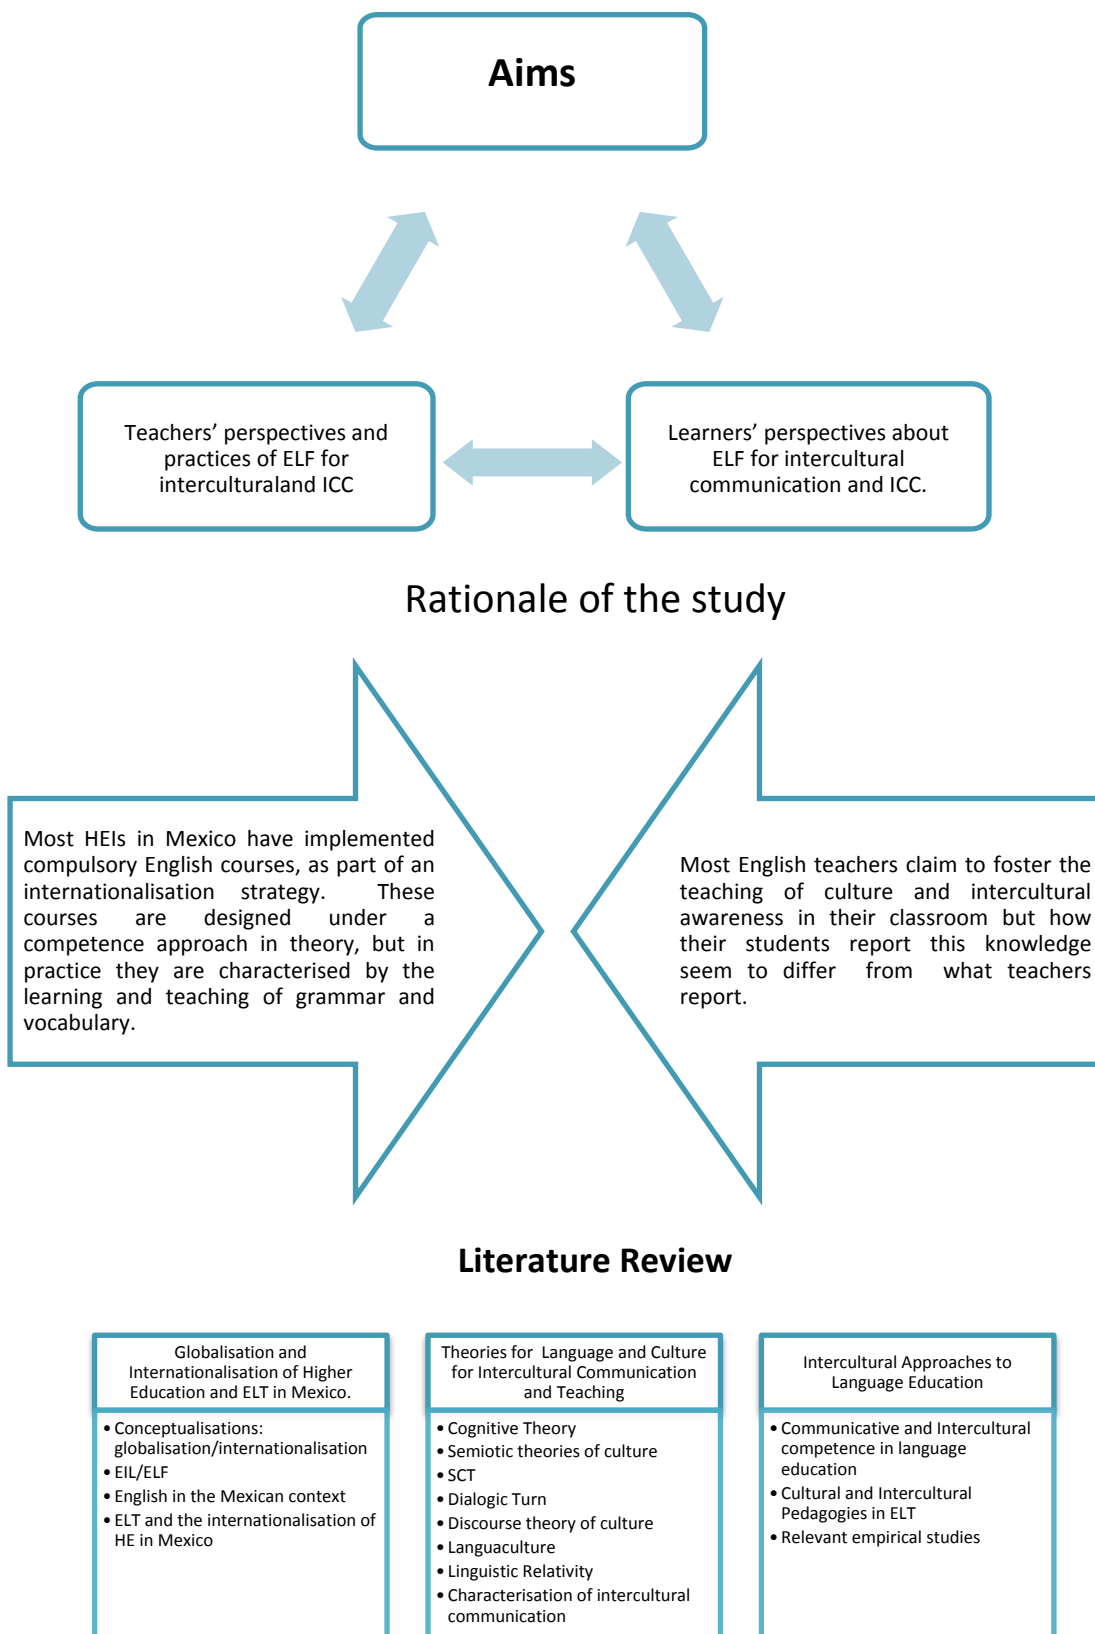 Aims
Teachers’ perspectives and
practices of ELF for
interculturaland ICC
Learners’ perspectives about
ELF for intercultural
communication and ICC.
Rationale of the study
Most HEIs in Mexico have implemented
compulsory English courses, as part of an
internationalisation strategy. These
courses are designed under a
competence approach in theory, but in
practice they are characterised by the
learning and teaching of grammar and
vocabulary.
Most English teachers claim to foster the
teaching of culture and intercultural
awareness in their classroom but how
their students report this knowledge
seem to differ from what teachers
report.
Literature Review
Globalisation and
Internationalisation of Higher
Education and ELT in Mexico.
• Conceptualisations:
globalisation/internationalisation
• EIL/ELF
• English in the Mexican context
• ELT and the internationalisation of
HE in Mexico
Theories for Language and Culture
for Intercultural Communication
and Teaching
• Cognitive Theory
• Semiotic theories of culture
• SCT
• Dialogic Turn
• Discourse theory of culture
• Languaculture
• Linguistic Relativity
• Characterisation of intercultural
communication
Intercultural Approaches to
Language Education
• Communicative and Intercultural
competence in language
education
• Cultural and Intercultural
Pedagogies in ELT
• Relevant empirical studies